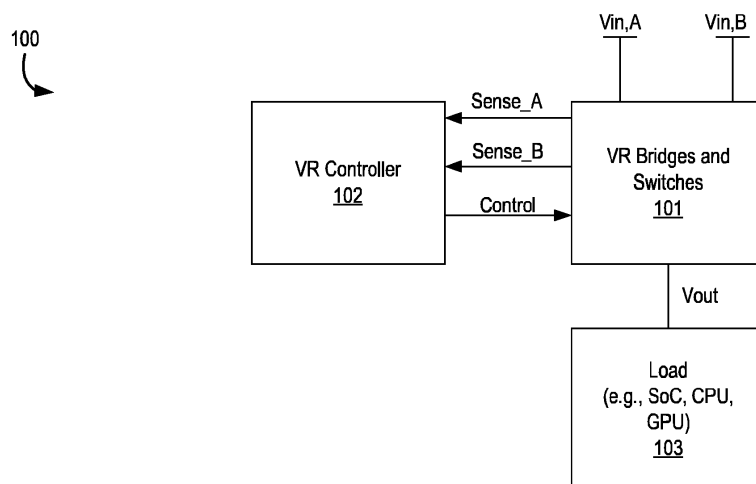 100
Vin,A
Vin,B
Sense_A
Sense_B
Control
VR Controller
102
VR Bridges and
Switches
101
Vout
Load
(e.g., SoC, CPU,
GPU)
103